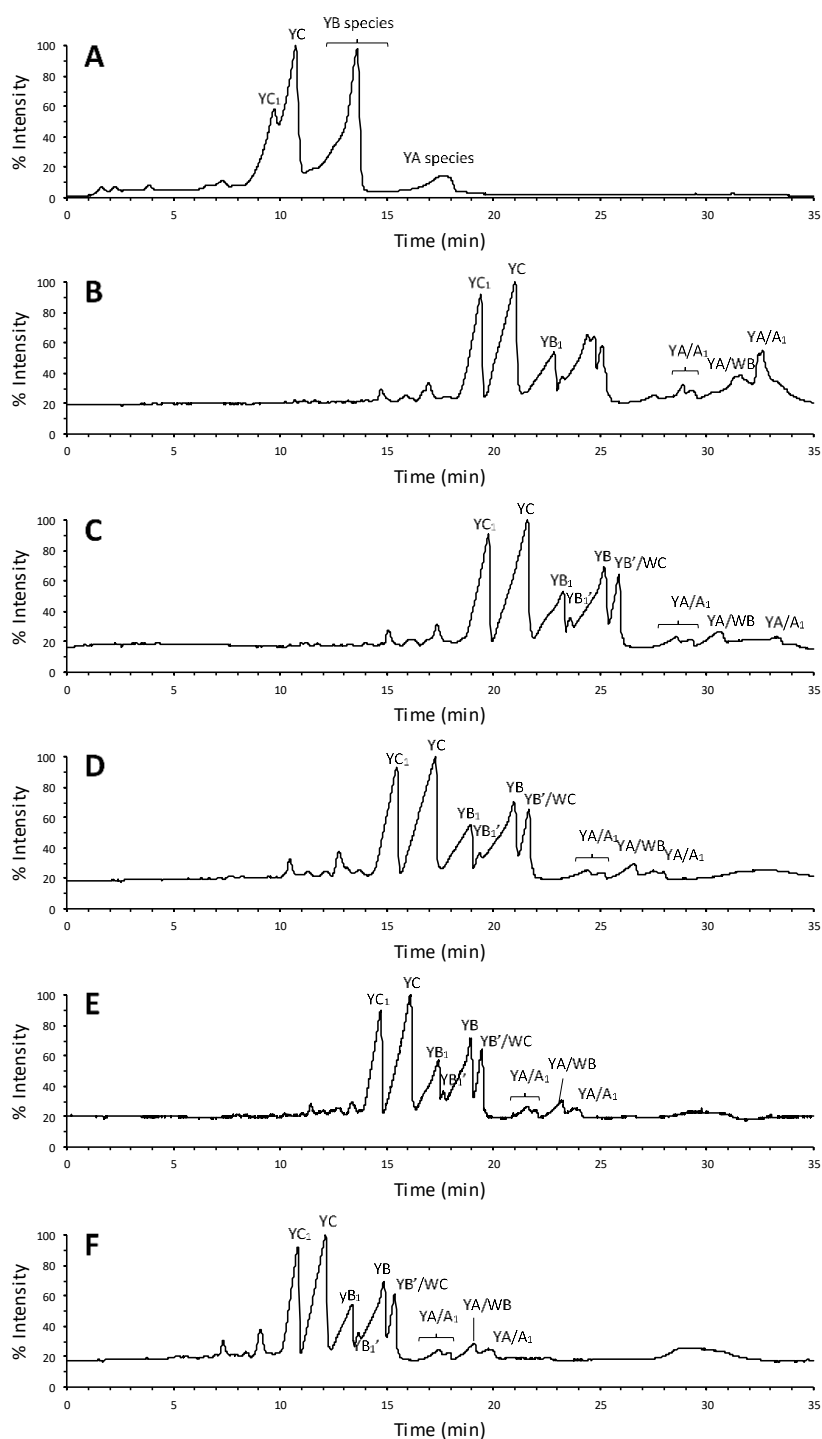 YB species
YC
A
YC₁
YA species
100
80
60
40
20
0
% Intensity
0 5 10 15 20 25 30 35
Time (min)
B
YC₁
YC
YB₁
YA/A₁
YA/WB
YA/A₁
100
80
60
40
20
0
% Intensity
0 5 10 15 20 25 30 35
Time (min)
C
YC₁
YC
YB₁
YB₁′
YB
YB′/WC
YA/A₁
YA/WB
YA/A₁
100
80
60
40
20
0
% Intensity
0 5 10 15 20 25 30 35
Time (min)
D
YC₁
YC
YB₁
YB₁′
YB
YB′/WC
YA/A₁
YA/WB
YA/A₁
100
80
60
40
20
0
% Intensity
0 5 10 15 20 25 30 35
Time (min)
E
YC₁
YC
YB₁
YB₁′
YB
YB′/WC
YA/A₁
YA/WB
YA/A₁
100
80
60
40
20
0
% Intensity
0 5 10 15 20 25 30 35
Time (min)
F
YC₁
YC
yB₁
YB₁′
YB
YB′/WC
YA/A₁
YA/WB
YA/A₁
100
80
60
40
20
0
% Intensity
0 5 10 15 20 25 30 35
Time (min)